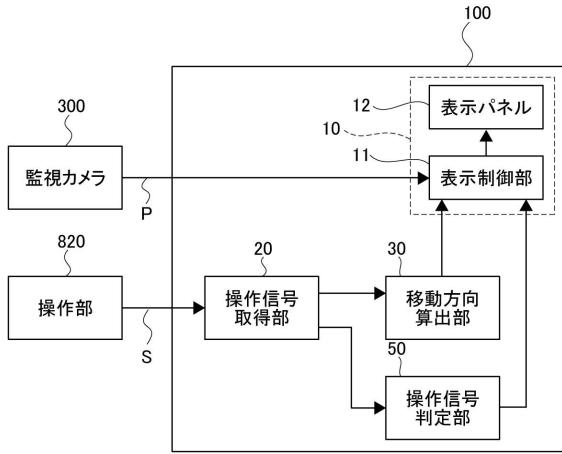 100
300
12
表示パネル
10
11
監視カメラ
表示制御部
P
820
20
30
操作部
操作信号
取得部
移動方向
算出部
S
50
操作信号
判定部